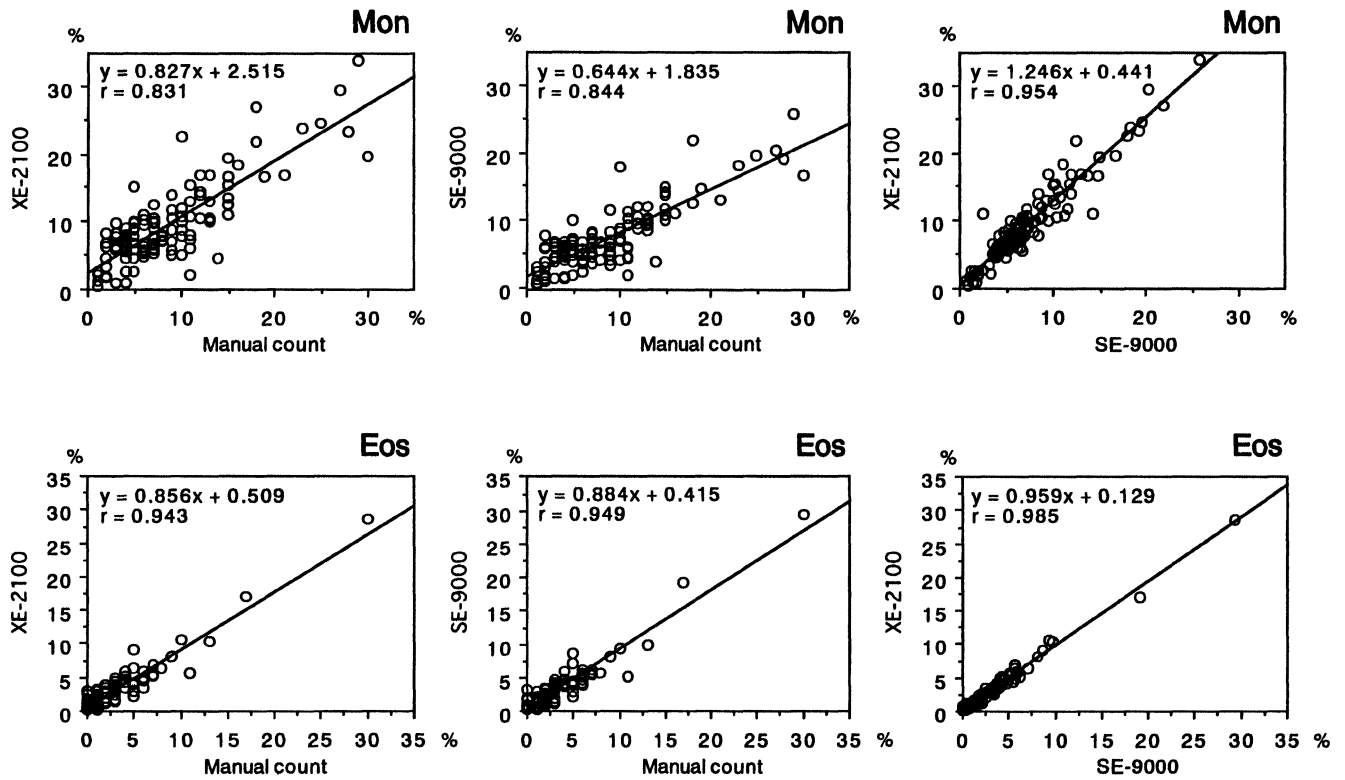 Mon
%
y = 0.827x + 2.515
r = 0.831
30
20
10
0
XE-2100
0 10 20 30 %
Manual count
Mon
%
y = 0.644x + 1.835
r = 0.844
30
20
10
0
SE-9000
0 10 20 30 %
Manual count
Mon
%
y = 1.246x + 0.441
r = 0.954
30
20
10
0
XE-2100
0 10 20 30 %
SE-9000
Eos
%
y = 0.856x + 0.509
r = 0.943
35
30
25
20
15
10
5
0
XE-2100
0 5 10 15 20 25 30 35 %
Manual count
Eos
%
y = 0.884x + 0.415
r = 0.949
35
30
25
20
15
10
5
0
SE-9000
0 5 10 15 20 25 30 35 %
Manual count
Eos
%
y = 0.959x + 0.129
r = 0.985
35
30
25
20
15
10
5
0
XE-2100
0 5 10 15 20 25 30 35 %
SE-9000